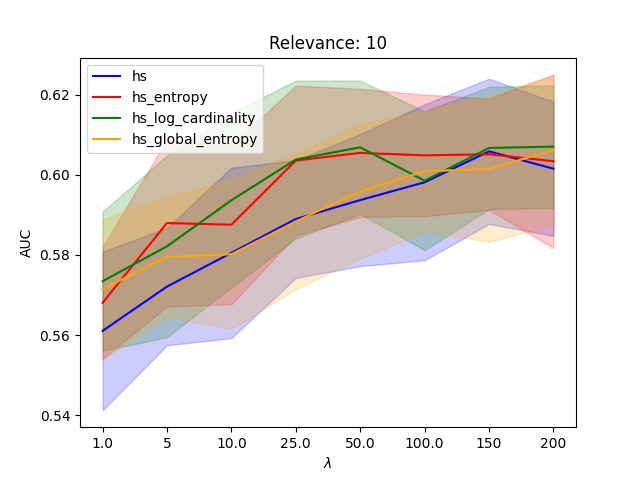 Relevance: 10
hs
hs_entropy
hs_log_cardinality
hs_global_entropy
AUC
0.62
0.60
0.58
0.56
0.54
1.0 5 10.0 25.0 50.0 100.0 150 200
λ